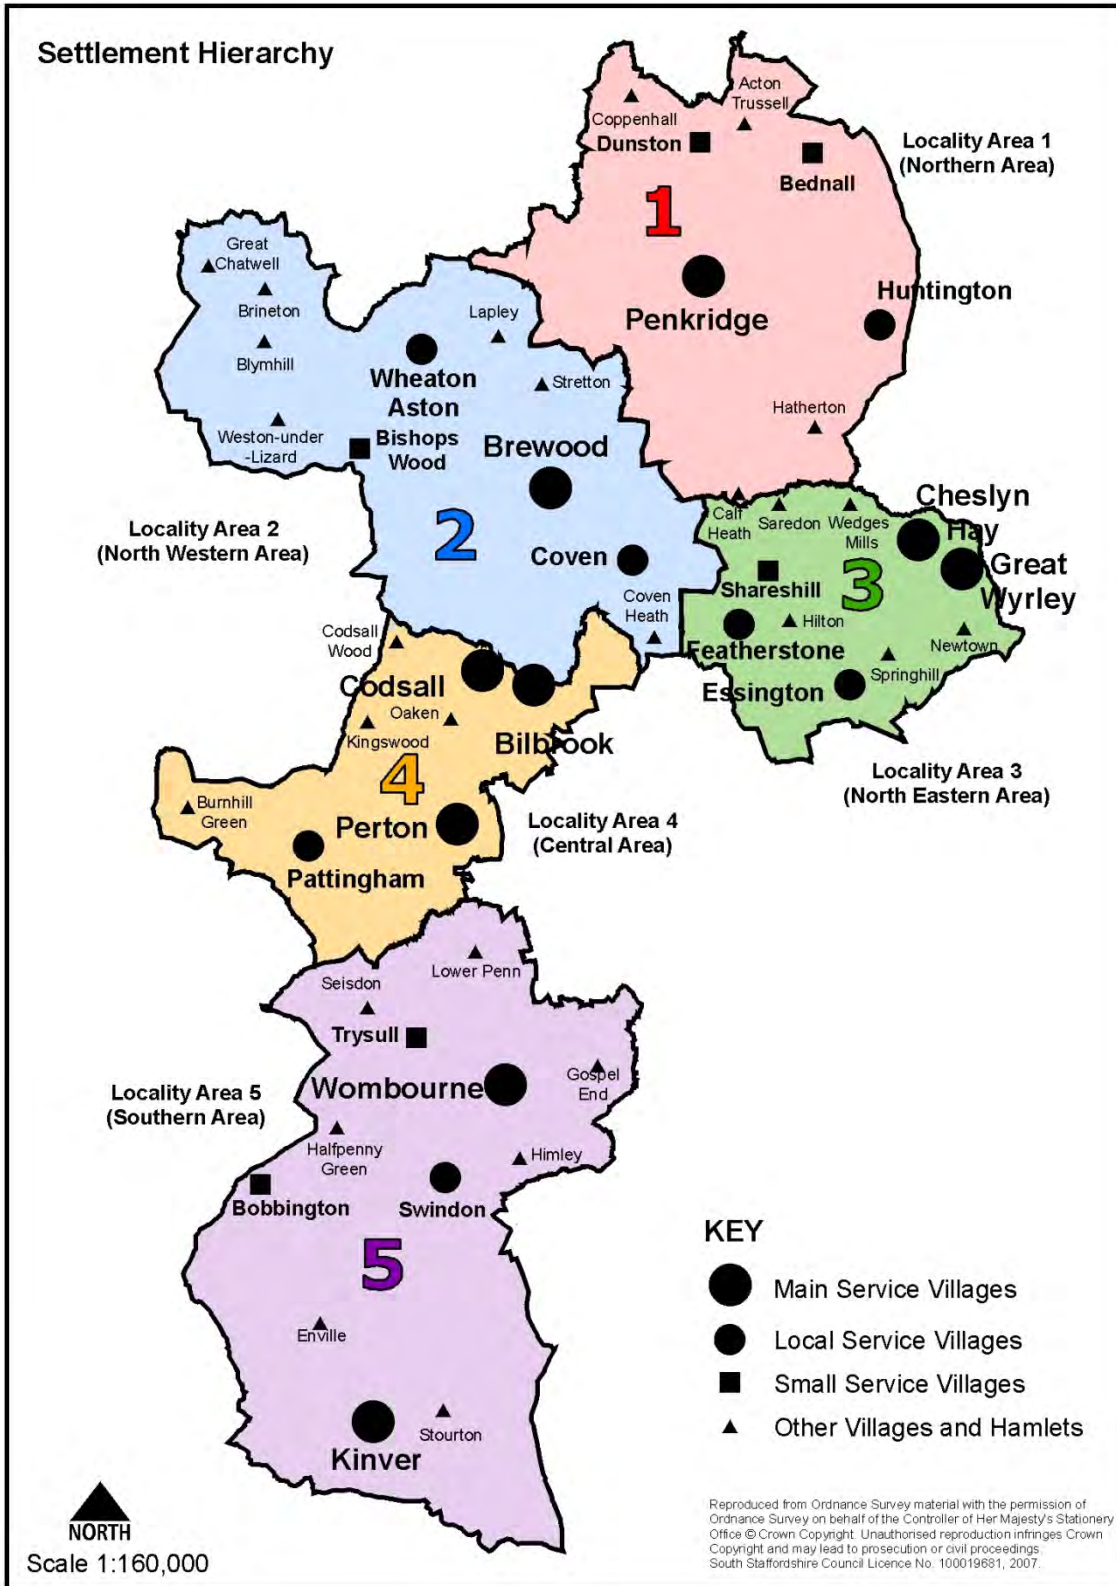 Settlement Hierarchy
Acton
Trussell
Coppenhall
Dunston
Bednall
Locality Area 1
(Northern Area)
1
Penkridge
Huntington
Hatherton
Great
Chatwell
Brineton
Blymhill
Weston-under
-Lizard
Lapley
Wheaton
Aston
Stretton
Bishops
Wood
Brewood
2
Coven
Coven
Heath
Locality Area 2
(North Western Area)
Calf
Heath
Saredon
Wedges
Mills
Cheslyn
Hay
Great
Wyrley
Shareshill
3
Hilton
Featherstone
Newtown
Springhill
Essington
Locality Area 3
(North Eastern Area)
Codsall
Wood
Codsall
Oaken
Kingswood
Bilbrook
4
Burnhill
Green
Perton
Pattingham
Locality Area 4
(Central Area)
Lower Penn
Seisdon
Trysull
Wombourne
Gospel
End
Locality Area 5
(Southern Area)
Halfpenny
Green
Himley
Bobbington
Swindon
5
Enville
Stourton
Kinver
KEY
Main Service Villages
Local Service Villages
Small Service Villages
Other Villages and Hamlets
NORTH
Scale 1:160,000
Reproduced from Ordnance Survey material with the permission of
Ordnance Survey on behalf of the Controller of Her Majesty's Stationery
Office © Crown Copyright. Unauthorised reproduction infringes Crown
Copyright and may lead to prosecution or civil proceedings.
South Staffordshire Council Licence No. 100019681, 2007.